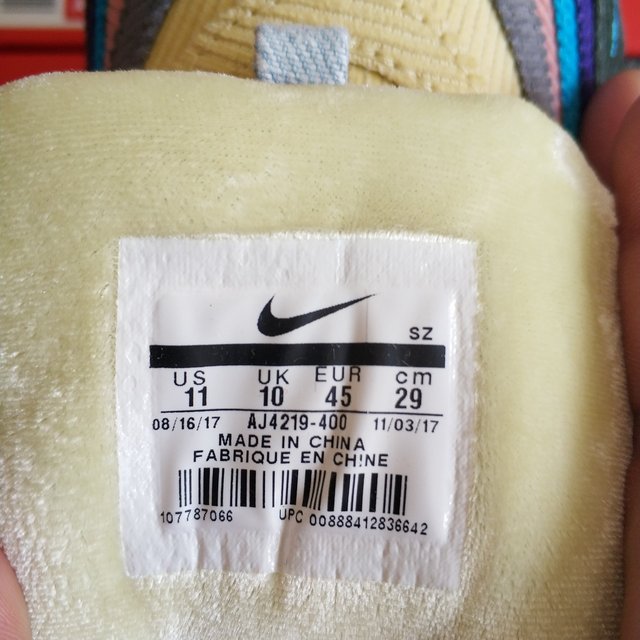 SZ
US UK EUR cm
11 10 45 29
08/16/17 AJ4219-400 11/03/17
MADE IN CHINA
FABRIQUE EN CHINE
107787066 UPC 00888412836642